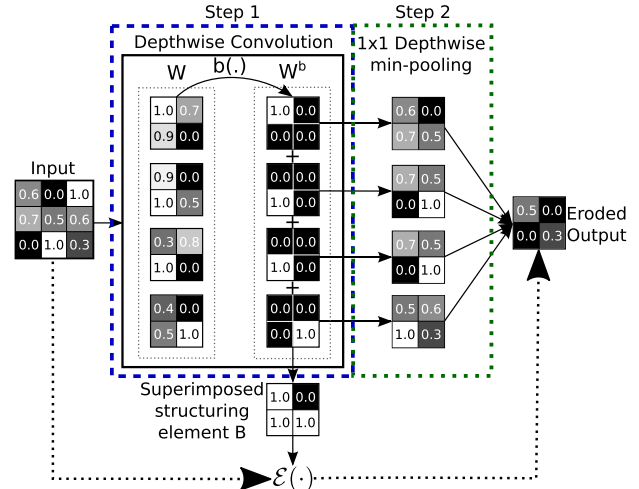 Step 1
Step 2
Depthwise Convolution
1x1 Depthwise
min-pooling
W
b(.)
Wᵇ
1.0 0.7
0.9 0.0
0.9 0.0
1.0 0.5
0.3 0.8
1.0 0.0
0.4 0.0
0.5 1.0
1.0 0.0
0.0 0.0
+
0.0 0.0
1.0 0.0
+
0.0 0.0
1.0 0.0
+
0.0 0.0
0.0 1.0
0.6 0.0
0.7 0.5
0.7 0.5
0.0 1.0
0.7 0.5
0.0 1.0
0.5 0.6
1.0 0.3
Input
0.6 0.0 1.0
0.7 0.5 0.6
0.0 1.0 0.3
0.5 0.0
0.0 0.3
Eroded
Output
Superimposed
structuring
element B
1.0 0.0
1.0 1.0
ℰ(·)